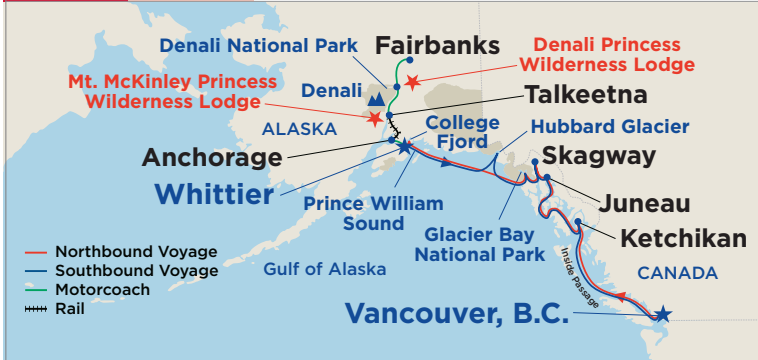 Denali National Park
Fairbanks
Denali Princess
Wilderness Lodge
Mt. McKinley Princess
Wilderness Lodge
Denali
Talkeetna
ALASKA
College
Fjord
Hubbard Glacier
Anchorage
Skagway
Whittier
Prince William
Sound
Juneau
Glacier Bay
National Park
Ketchikan
Northbound Voyage
Southbound Voyage
Motorcoach
Rail
Gulf of Alaska
Inside Passage
CANADA
Vancouver, B.C.